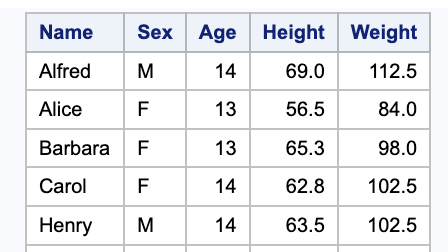 Name Sex Age Height Weight
Alfred M 14 69.0 112.5
Alice F 13 56.5 84.0
Barbara F 13 65.3 98.0
Carol F 14 62.8 102.5
Henry M 14 63.5 102.5